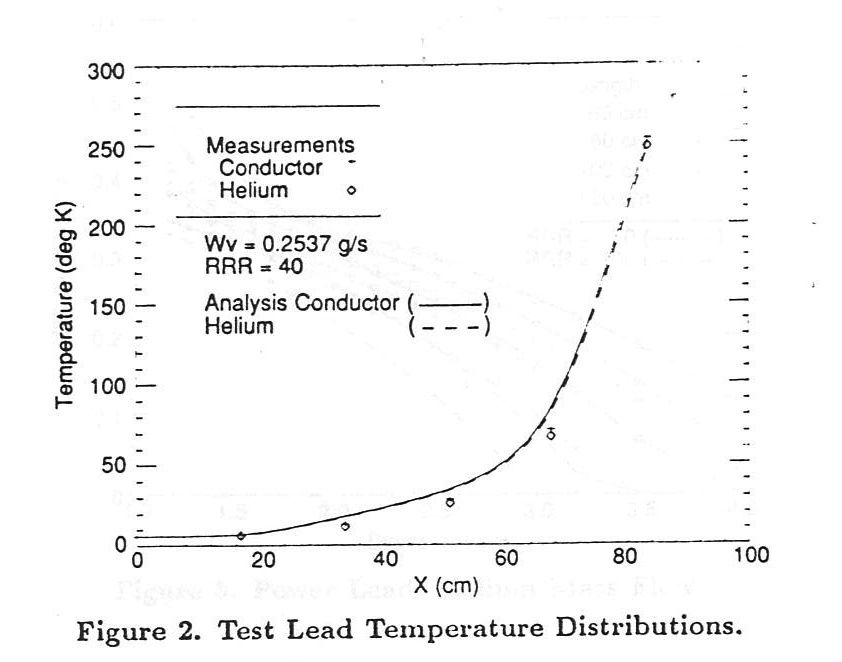 300
250
200
150
100
50
0
Temperature (deg K)
Measurements
Conductor -
Helium ◇
Wv = 0.2537 g/s
RRR = 40
Analysis Conductor (———)
Helium (– – –)
0 20 40 60 80 100
X (cm)
Figure 2. Test Lead Temperature Distributions.